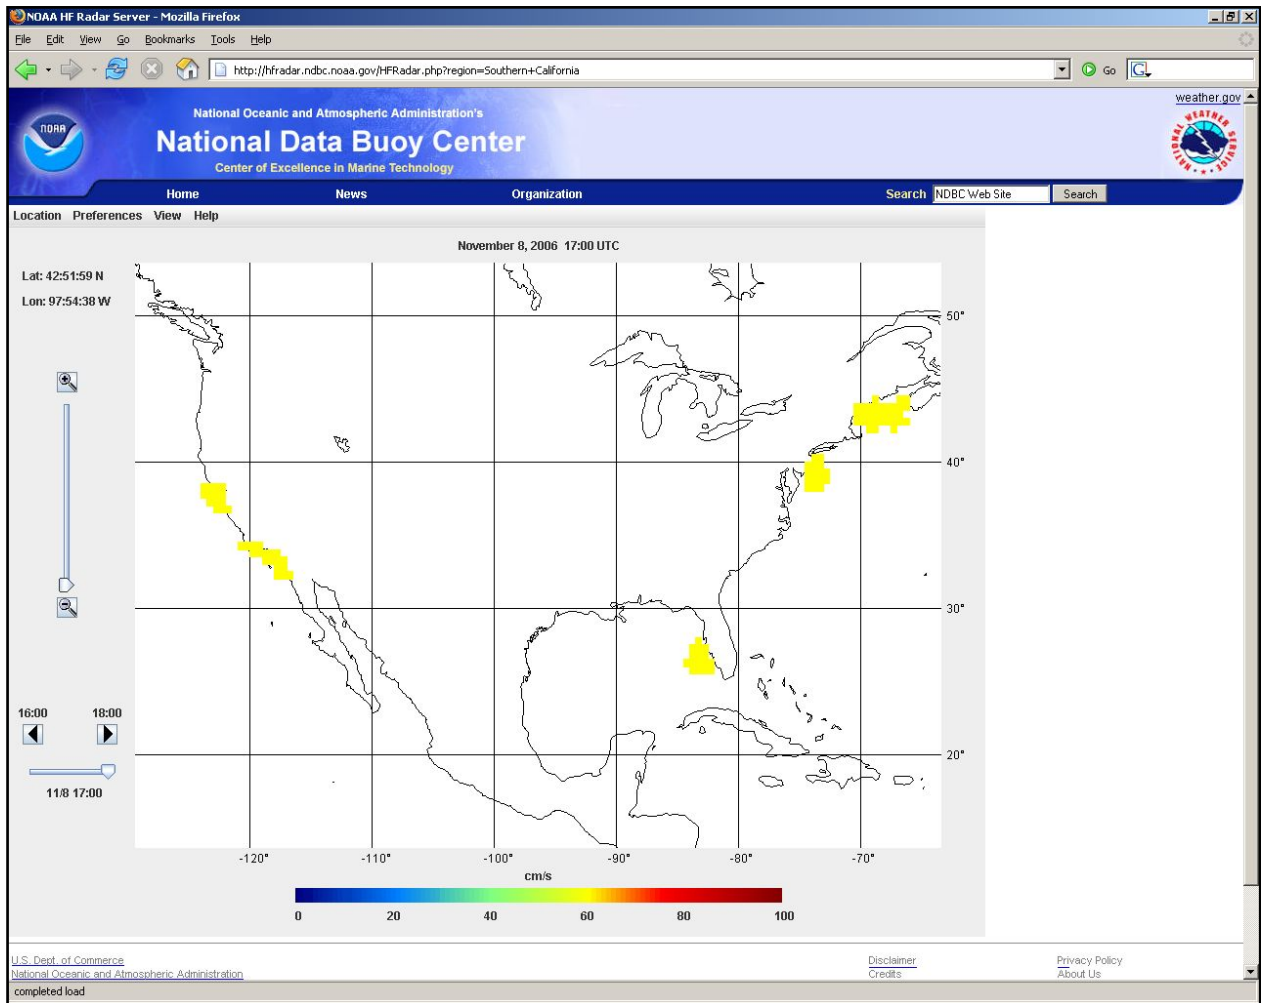 NOAA HF Radar Server - Mozilla Firefox
File Edit View Go Bookmarks Tools Help
http://hfradar.ndbc.noaa.gov/HFRadar.php?region=Southern+California Go G
weather.gov
NOAA
National Oceanic and Atmospheric Administration's
National Data Buoy Center
Center of Excellence in Marine Technology
NATIONAL WEATHER SERVICE
Home News Organization Search NDBC Web Site Search
Location Preferences View Help
November 8, 2006 17:00 UTC
Lat: 42:51:59 N
Lon: 97:54:38 W
50°
40°
30°
20°
16:00 18:00
11/8 17:00
-120° -110° -100° -90° -80° -70°
cm/s
0 20 40 60 80 100
U.S. Dept. of Commerce Disclaimer Privacy Policy
National Oceanic and Atmospheric Administration Credits About Us
completed load